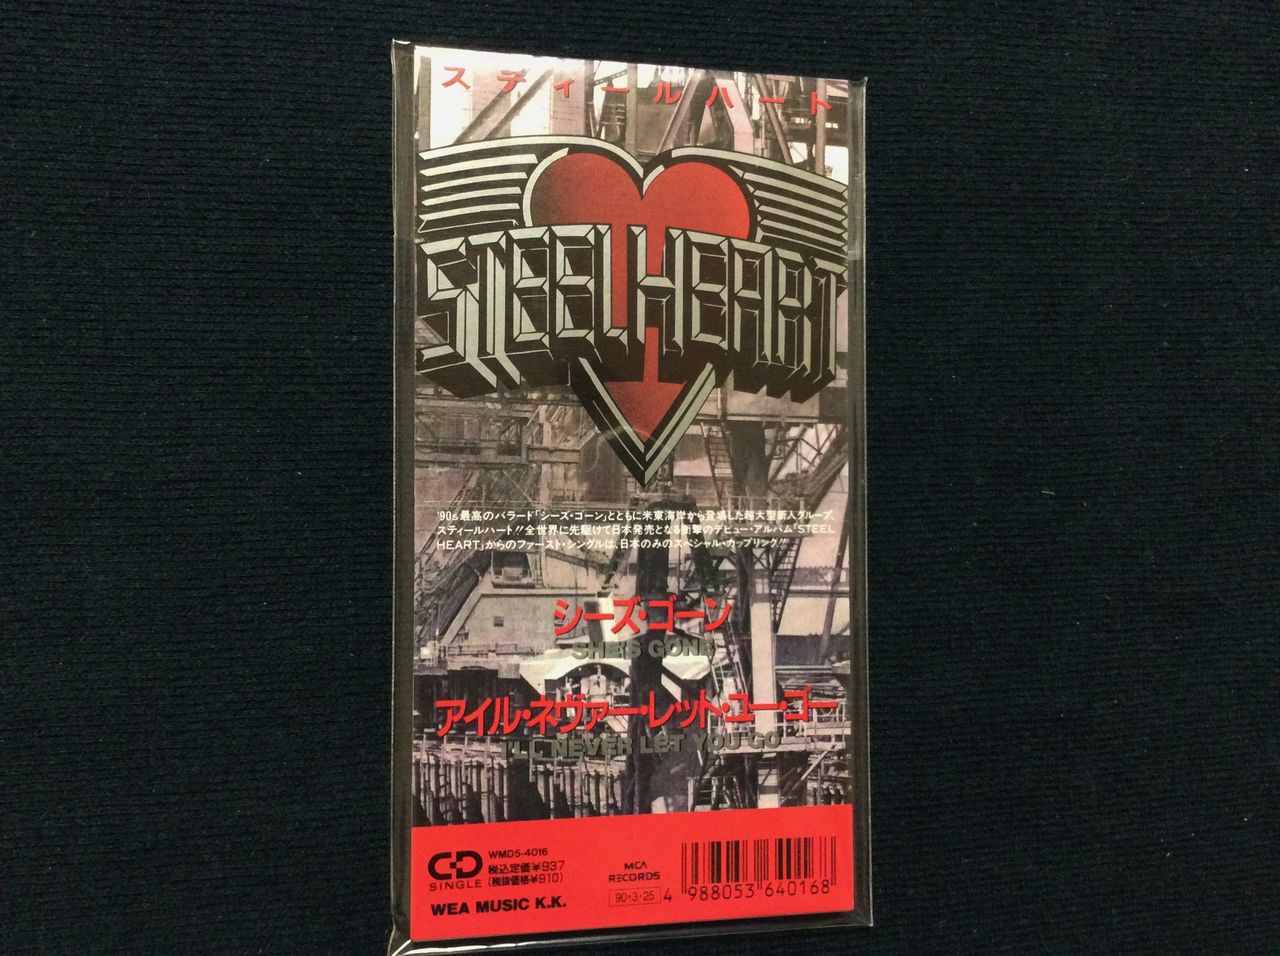 スティールハート
STEELHEART
'90s最高のバラード「シーズ・ゴーン」とともに米東海岸から登場した超大型新人グループ、
スティールハート!!全世界に先駆けて日本発売となる衝撃のデビュー・アルバム「STEEL
HEART」からのファースト・シングルは、日本のみのスペシャル・カップリング!!
シーズ・ゴーン
SHE'S GONE
アイル・ネヴァー・レット・ユー・ゴー
I'LL NEVER LET YOU GO
CD SINGLE
WMD5-4016
税込定価¥937
(税抜価格¥910)
WEA MUSIC K.K.
MCA
RECORDS
90・3・25
4 988053 640168